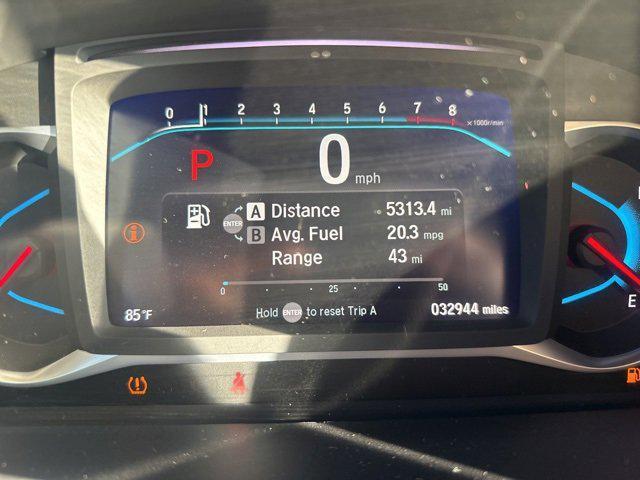 0 1 2 3 4 5 6 7 8 x1000r/min
P 0 mph
A Distance 5313.4 mi
ENTER
B Avg. Fuel 20.3 mpg
Range 43 mi
0 25 50
85°F Hold ENTER to reset Trip A 032944 miles
E